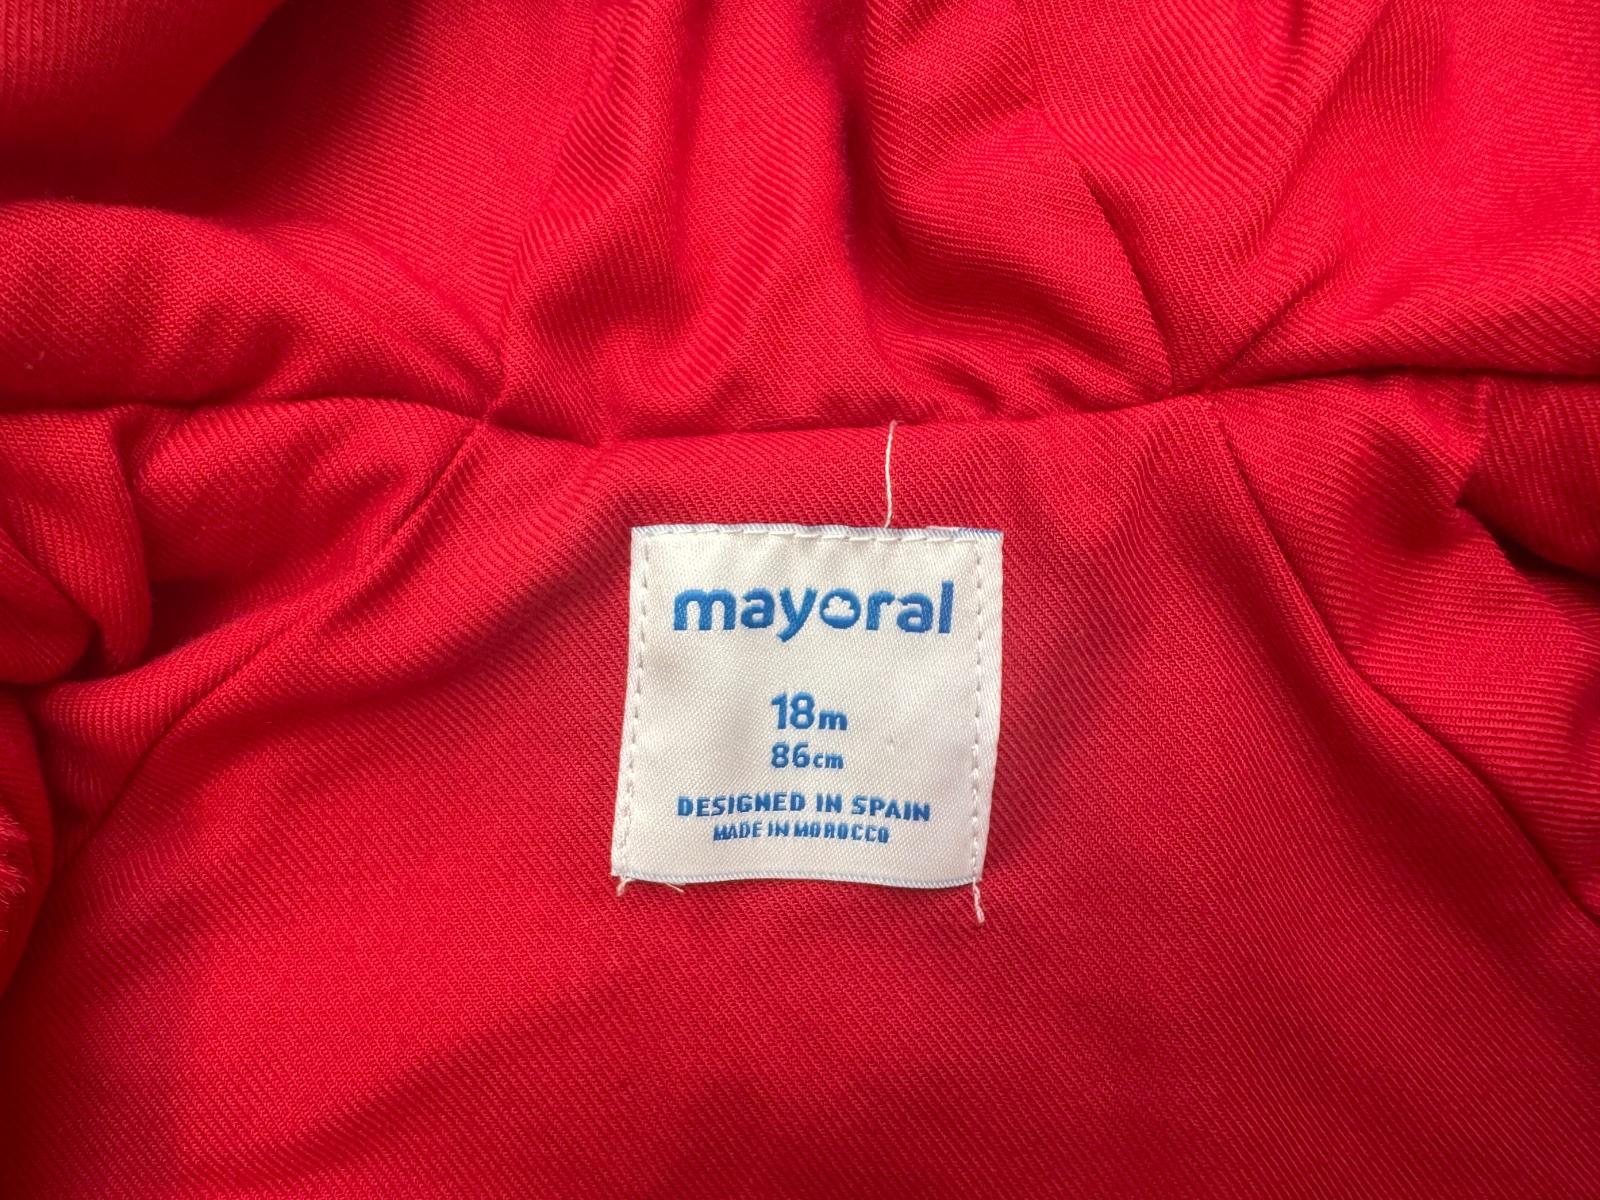 mayoral
18m
86cm
DESIGNED IN SPAIN
MADE IN MOROCCO